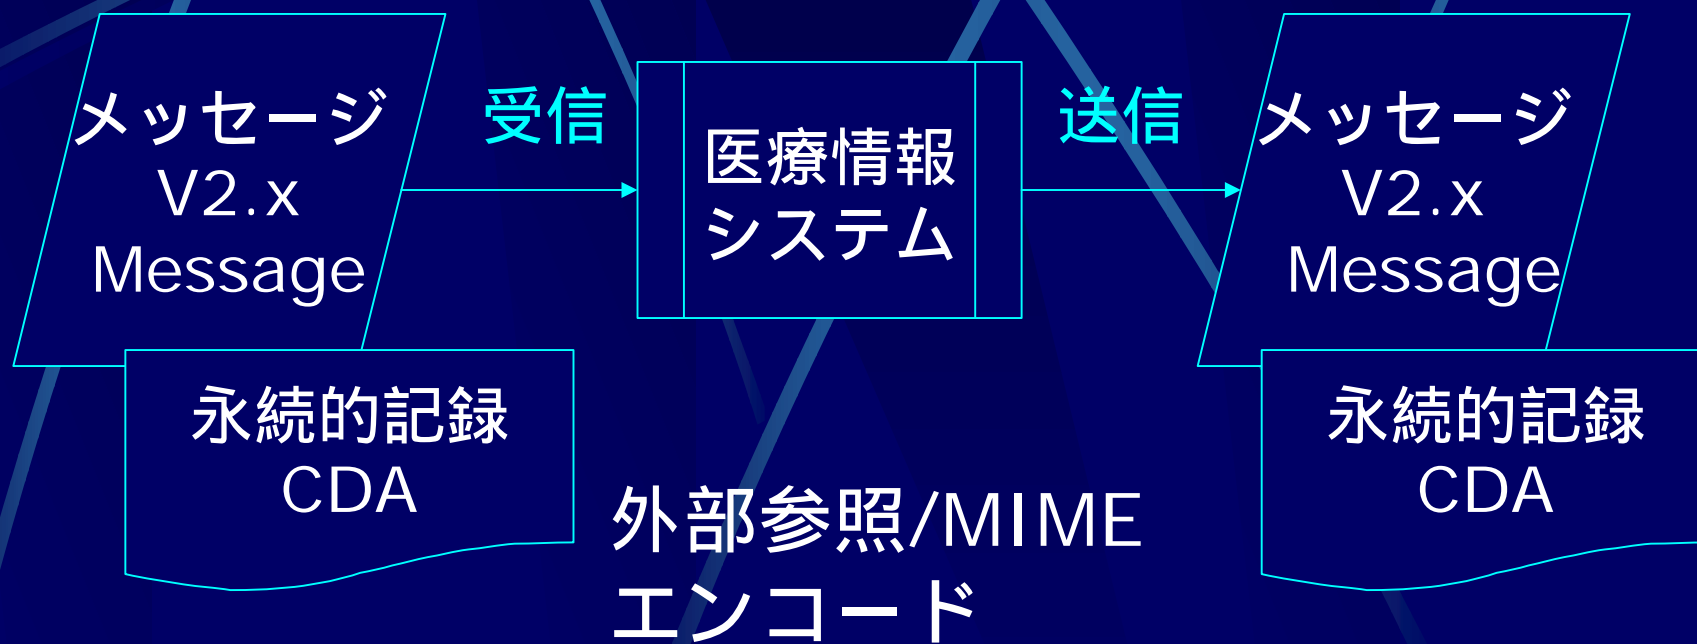 メッセージ
V2.x
Message
受信
医療情報
システム
送信
メッセージ
V2.x
Message
永続的記録
CDA
外部参照/MIME
エンコード
永続的記録
CDA